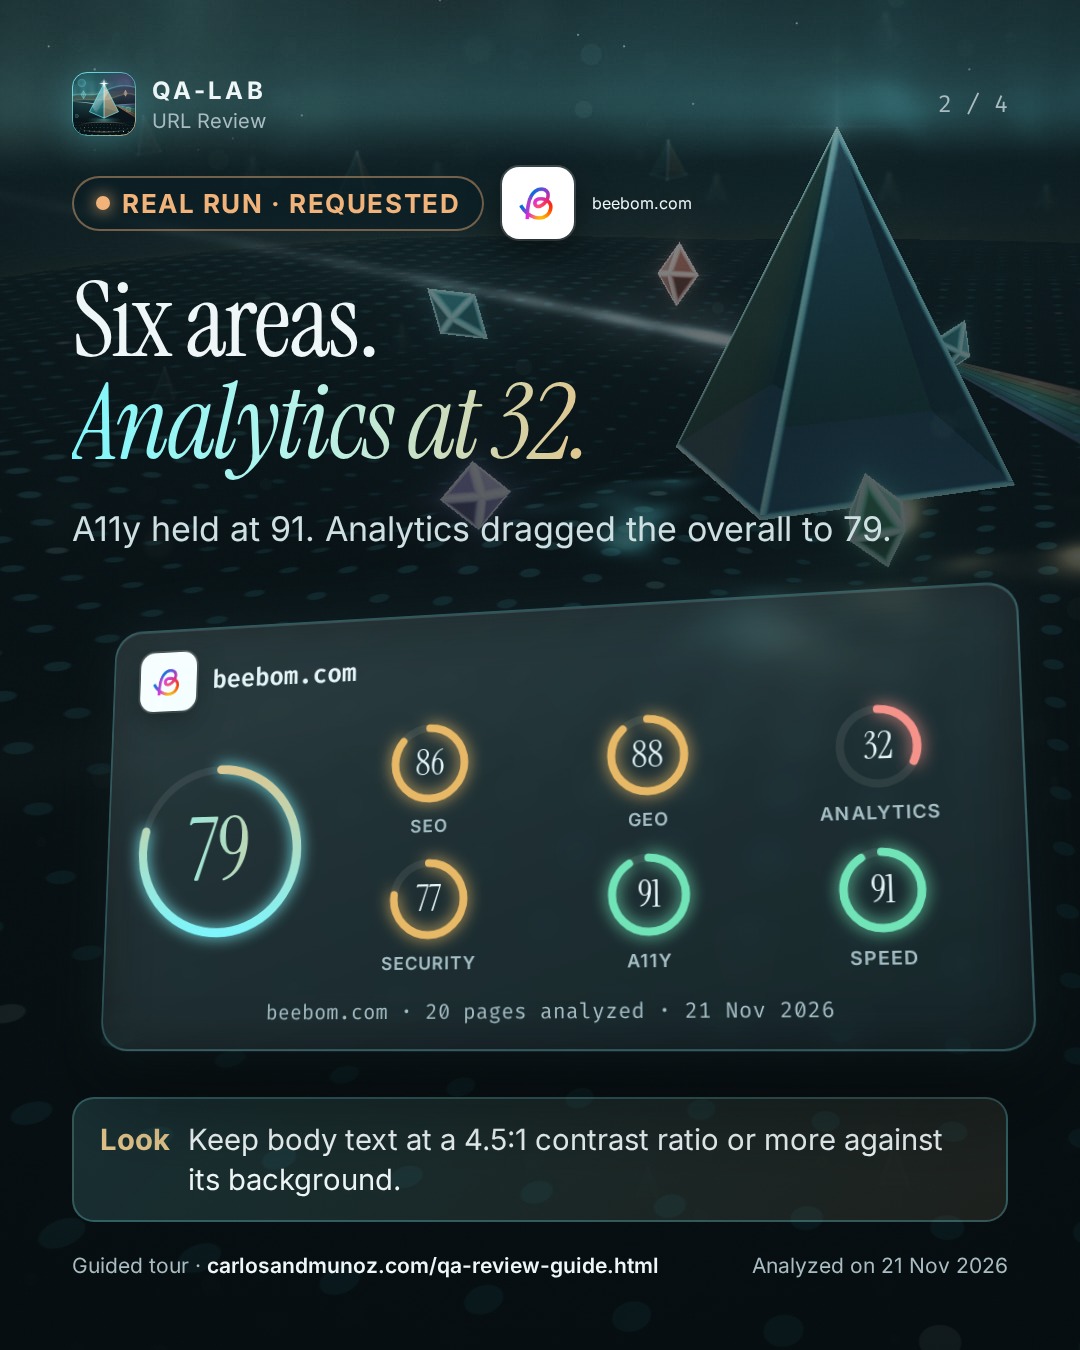 QA-LAB
URL Review
2 / 4
REAL RUN · REQUESTED
beebom.com
Six areas.
Analytics at 32.
A11y held at 91. Analytics dragged the overall to 79.
beebom.com
79
86
SEO
88
GEO
32
ANALYTICS
77
SECURITY
91
A11Y
91
SPEED
beebom.com · 20 pages analyzed · 21 Nov 2026
Look Keep body text at a 4.5:1 contrast ratio or more against
its background.
Guided tour · carlosandmunoz.com/qa-review-guide.html
Analyzed on 21 Nov 2026